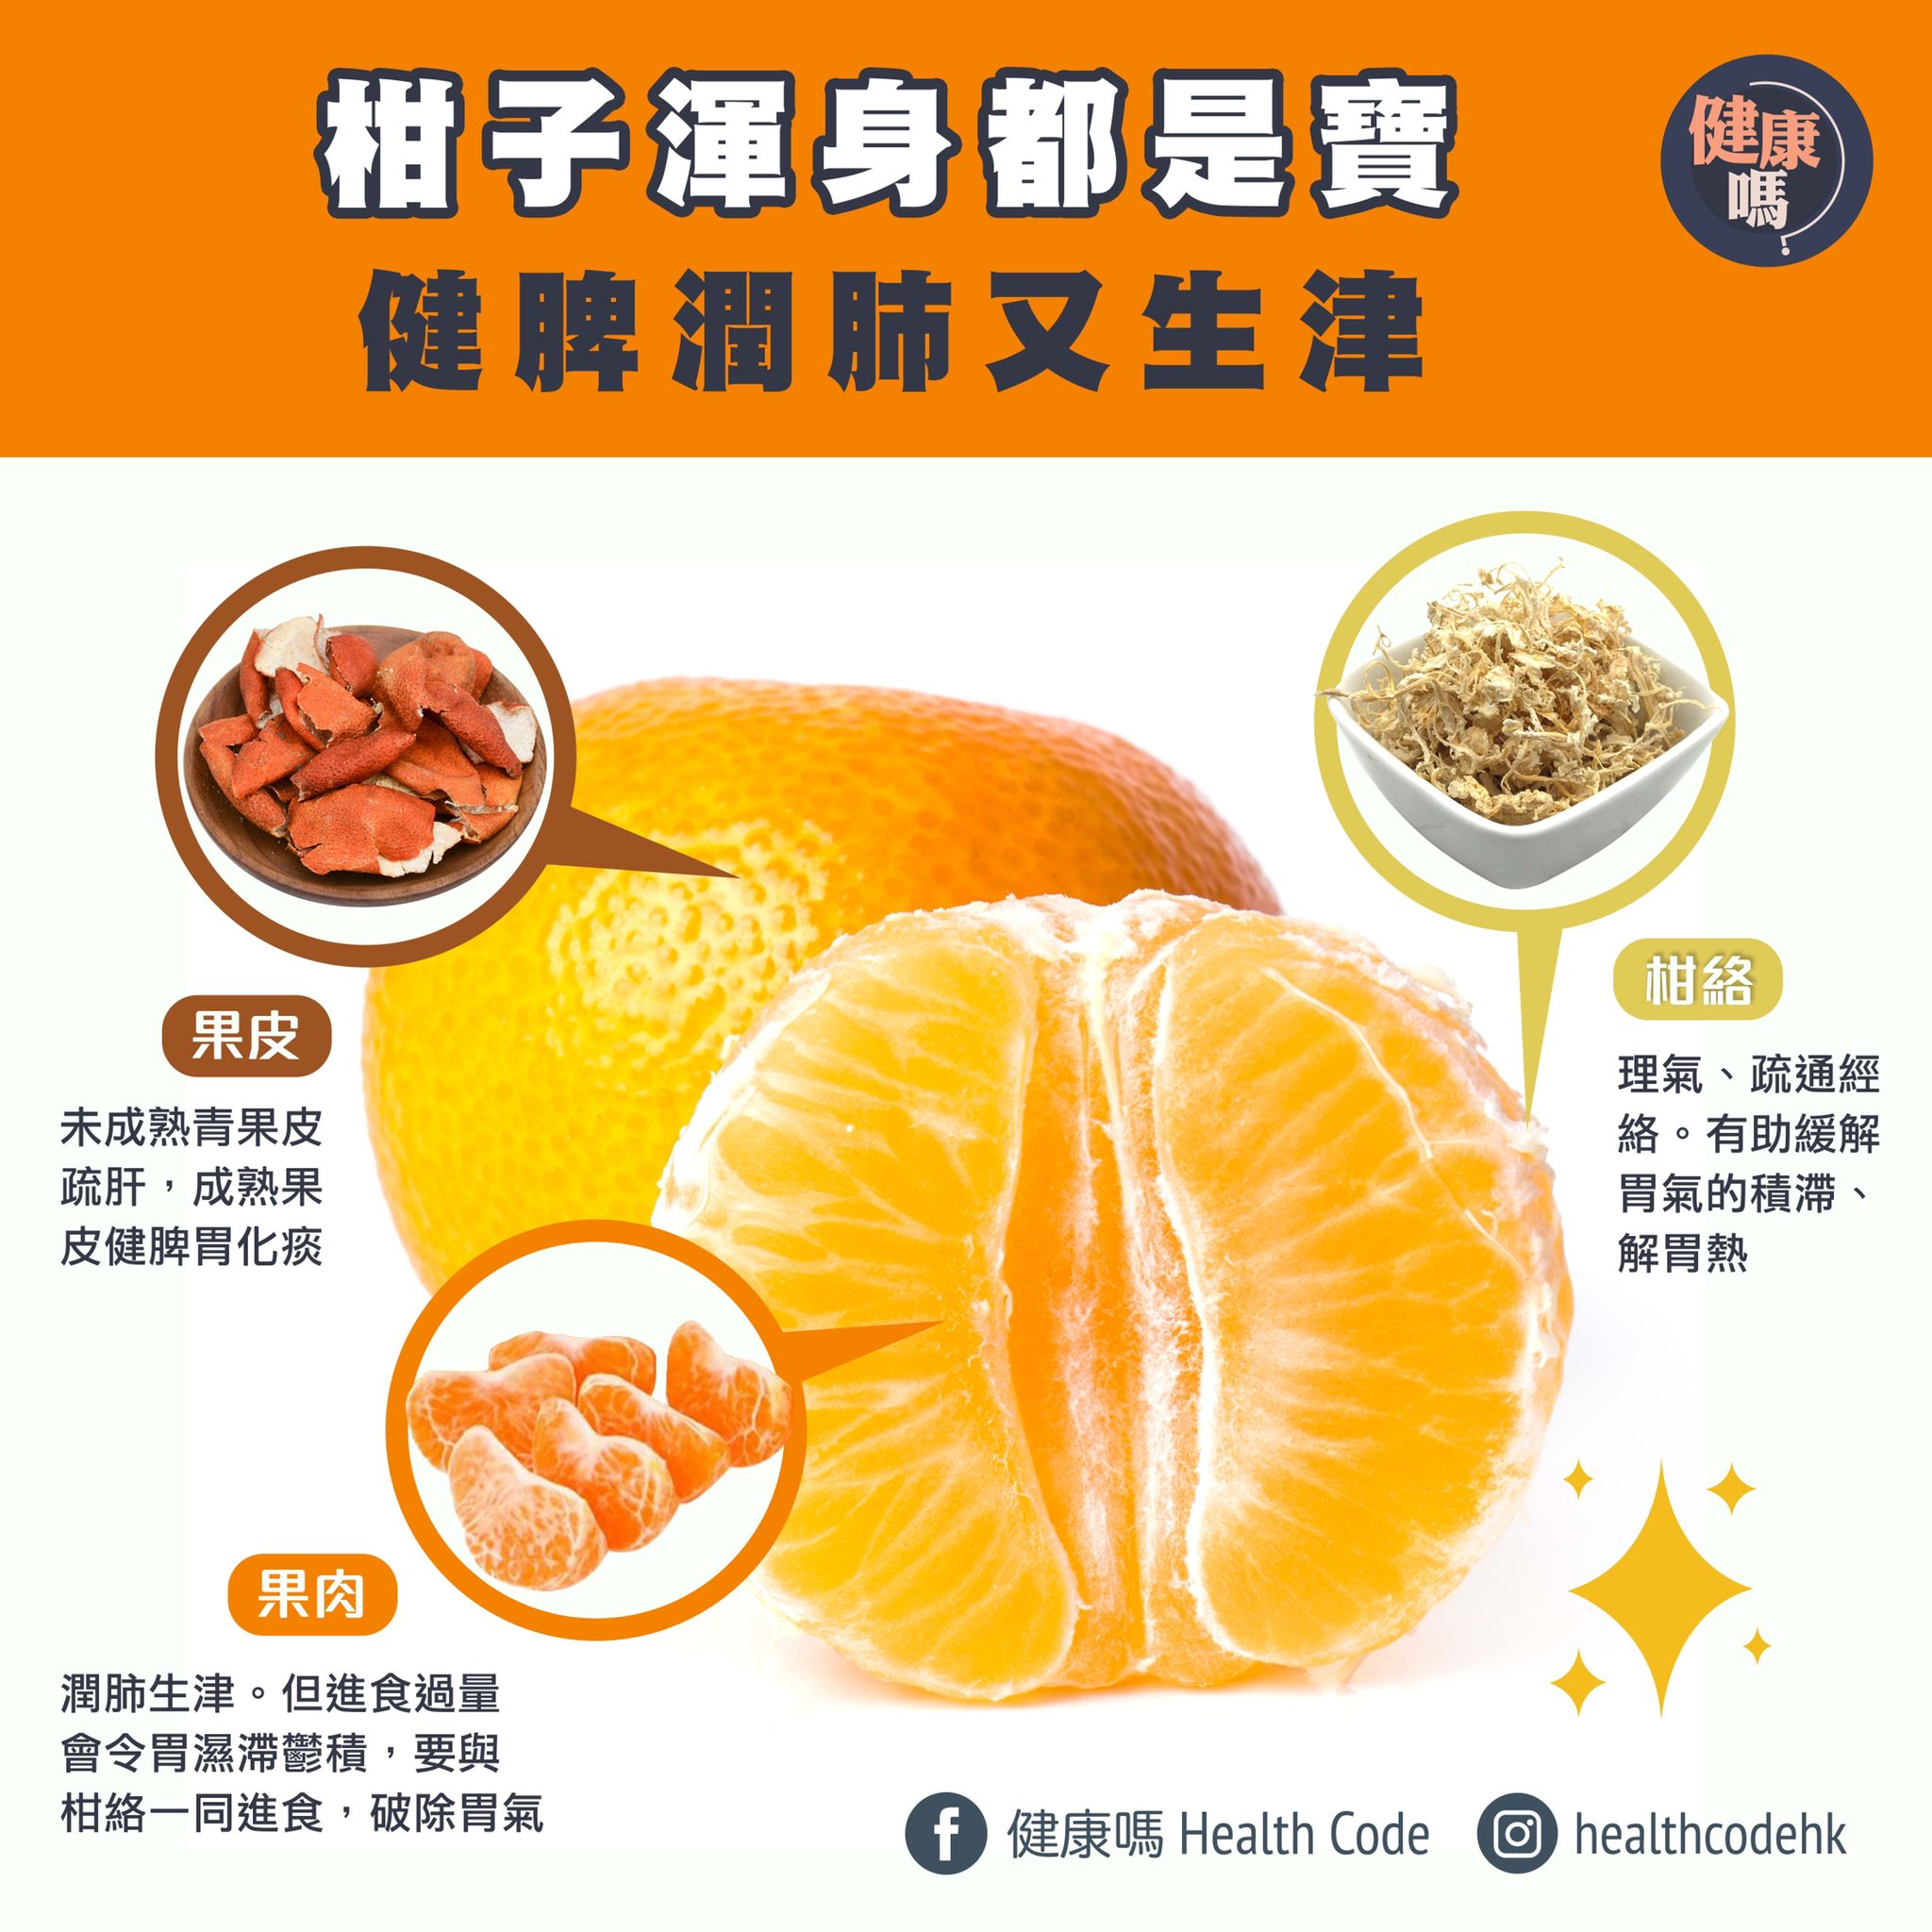 柑子渾身都是寶
健脾潤肺又生津
健康
嗎?
果皮
未成熟青果皮
疏肝，成熟果
皮健脾胃化痰
柑絡
理氣、疏通經
絡。有助緩解
胃氣的積滯、
解胃熱
果肉
潤肺生津。但進食過量
會令胃濕滯鬱積，要與
柑絡一同進食，破除胃氣
健康嗎 Health Code
healthcodehk